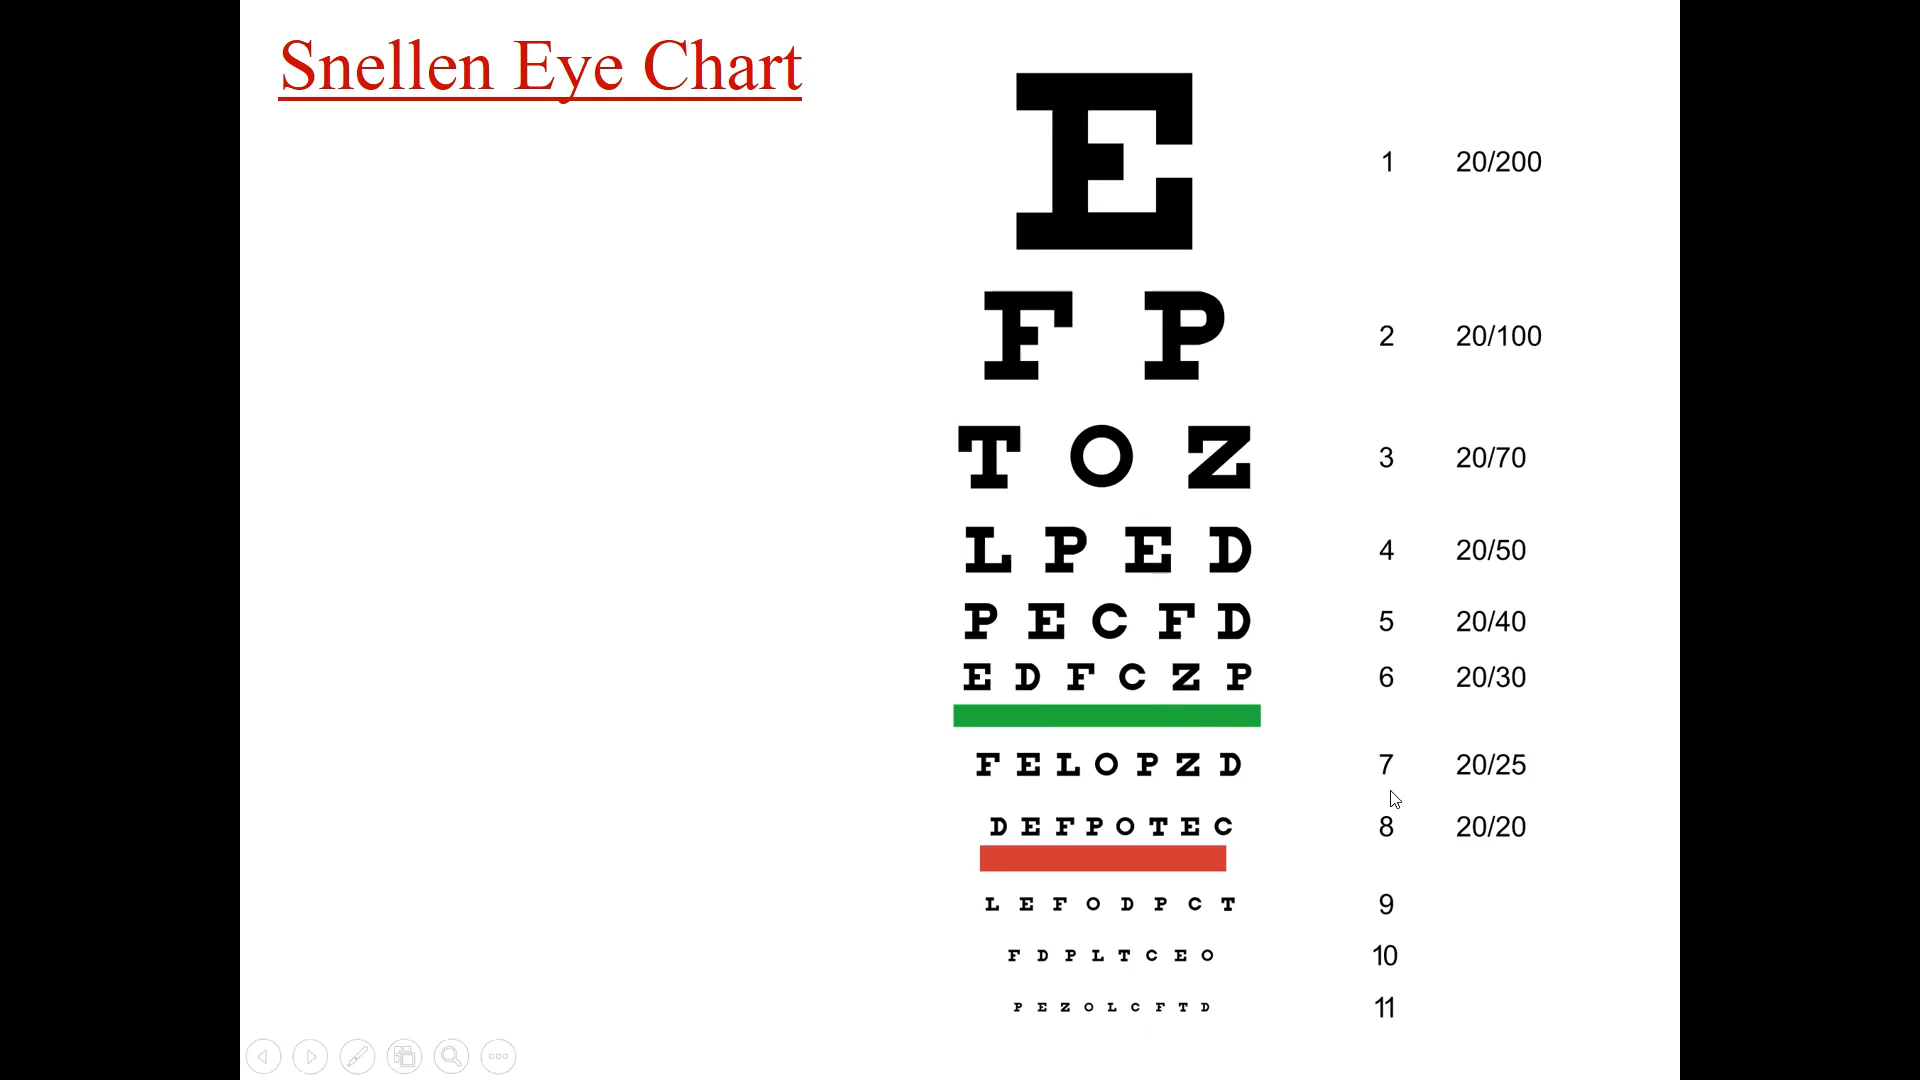 Snellen Eye Chart
E 1 20/200
F P 2 20/100
T O Z 3 20/70
L P E D 4 20/50
P E C F D 5 20/40
E D F C Z P 6 20/30
F E L O P Z D 7 20/25
D E F P O T E C 8 20/20
L E F O D P C T 9
F D P L T C E O 10
P E Z O L C F T D 11